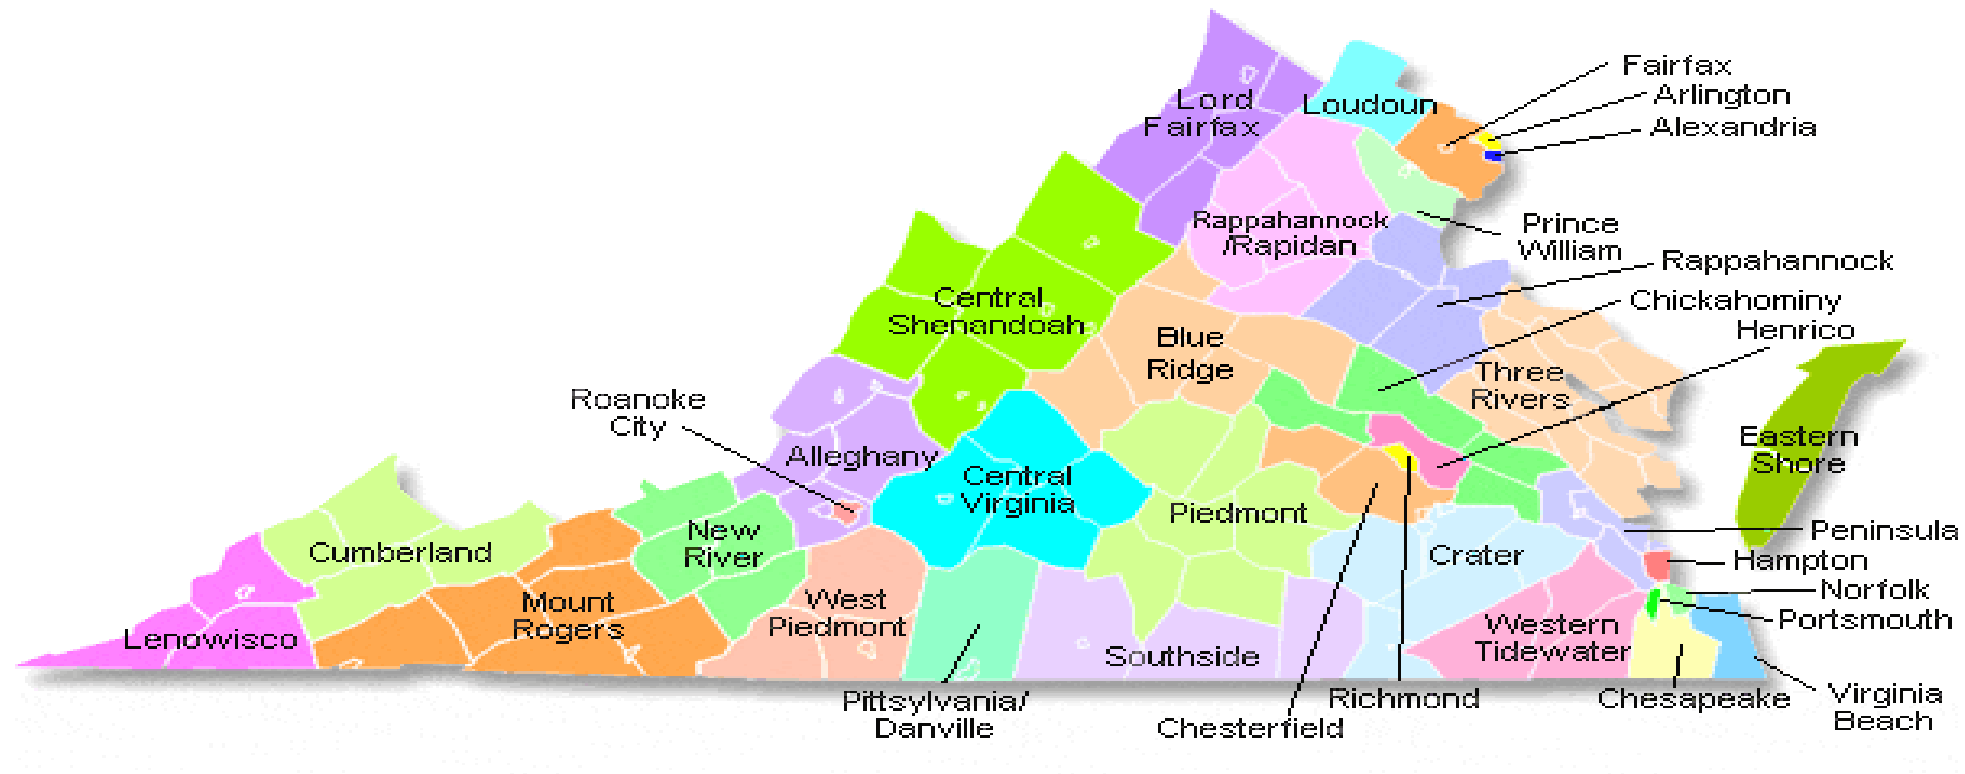 Fairfax
Arlington
Alexandria
Lord
Fairfax
Loudoun
Rappahannock
/Rapidan
Prince
William
Rappahannock
Chickahominy
Henrico
Central
Shenandoah
Blue
Ridge
Three
Rivers
Roanoke
City
Alleghany
Eastern
Shore
Central
Virginia
Piedmont
New
River
Cumberland
Crater
Peninsula
Hampton
Norfolk
Portsmouth
Mount
Rogers
West
Piedmont
Lenowisco
Western
Tidewater
Southside
Pittsylvania/
Danville
Chesterfield
Richmond
Chesapeake
Virginia
Beach